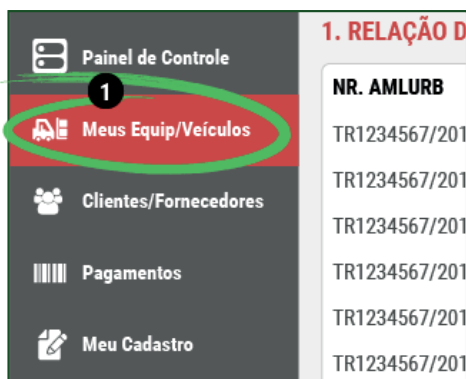 Painel de Controle
1
Meus Equip/Veículos
Clientes/Fornecedores
Pagamentos
Meu Cadastro
1. RELAÇÃO D
NR. AMLURB
TR1234567/201
TR1234567/201
TR1234567/201
TR1234567/201
TR1234567/201
TR1234567/201